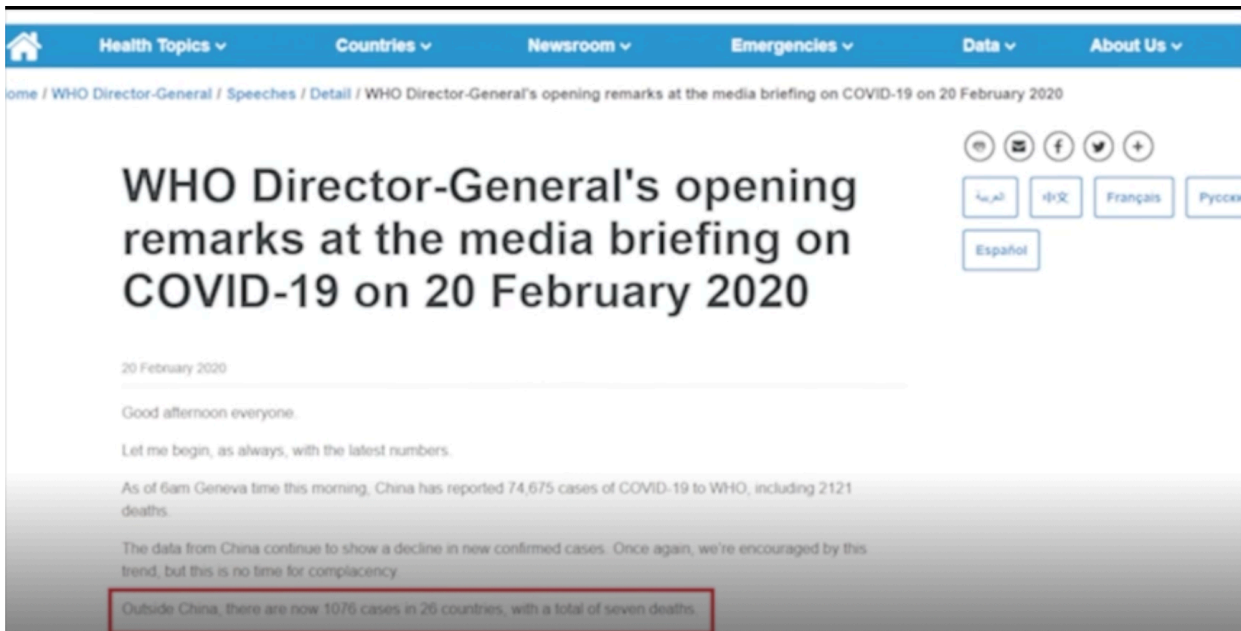 Health Topics Countries Newsroom Emergencies Data About Us
ome / WHO Director-General / Speeches / Detail / WHO Director-General's opening remarks at the media briefing on COVID-19 on 20 February 2020
WHO Director-General's opening
remarks at the media briefing on
COVID-19 on 20 February 2020
العربية 中文 Français Русски
Español
20 February 2020
Good afternoon everyone.
Let me begin, as always, with the latest numbers.
As of 6am Geneva time this morning, China has reported 74,675 cases of COVID-19 to WHO, including 2121
deaths.
The data from China continue to show a decline in new confirmed cases. Once again, we're encouraged by this
trend, but this is no time for complacency.
Outside China, there are now 1076 cases in 26 countries, with a total of seven deaths.